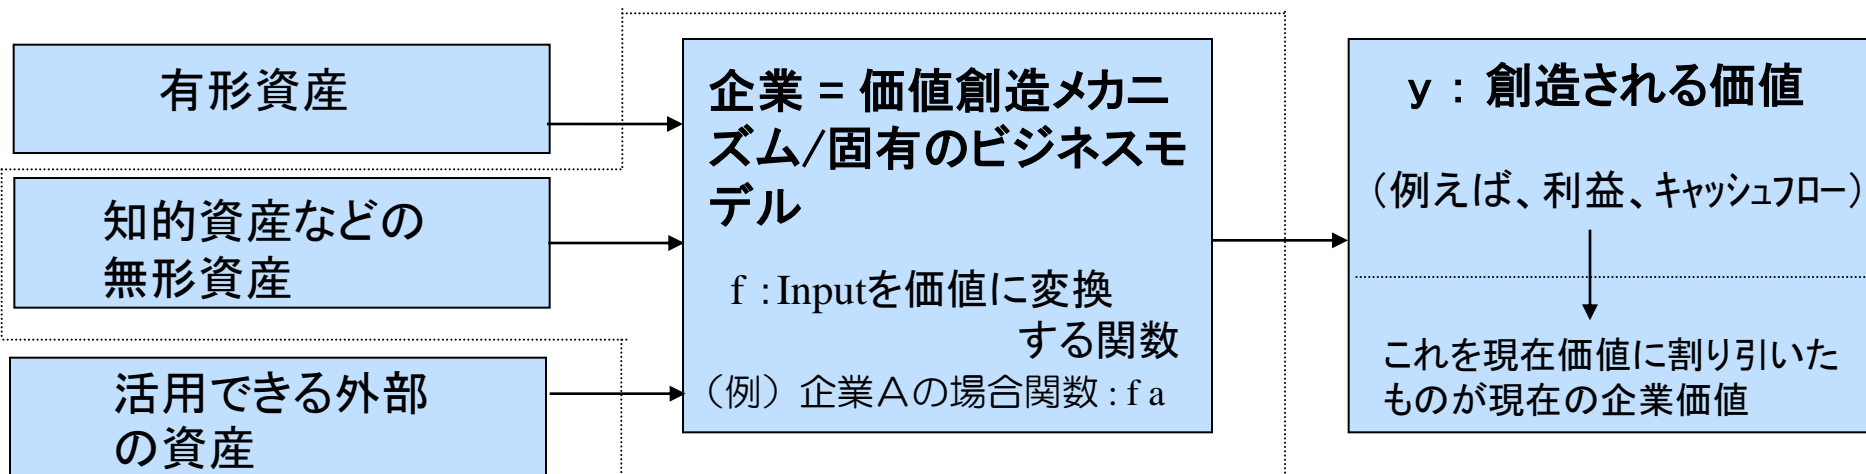 有形資産
知的資産などの
無形資産
活用できる外部
の資産
企業 = 価値創造メカニ
ズム/固有のビジネスモ
デル
f : Inputを価値に変換
する関数
（例）企業Aの場合関数 : f a
y : 創造される価値
（例えば、利益、キャッシュフロー）
これを現在価値に割り引いた
ものが現在の企業価値